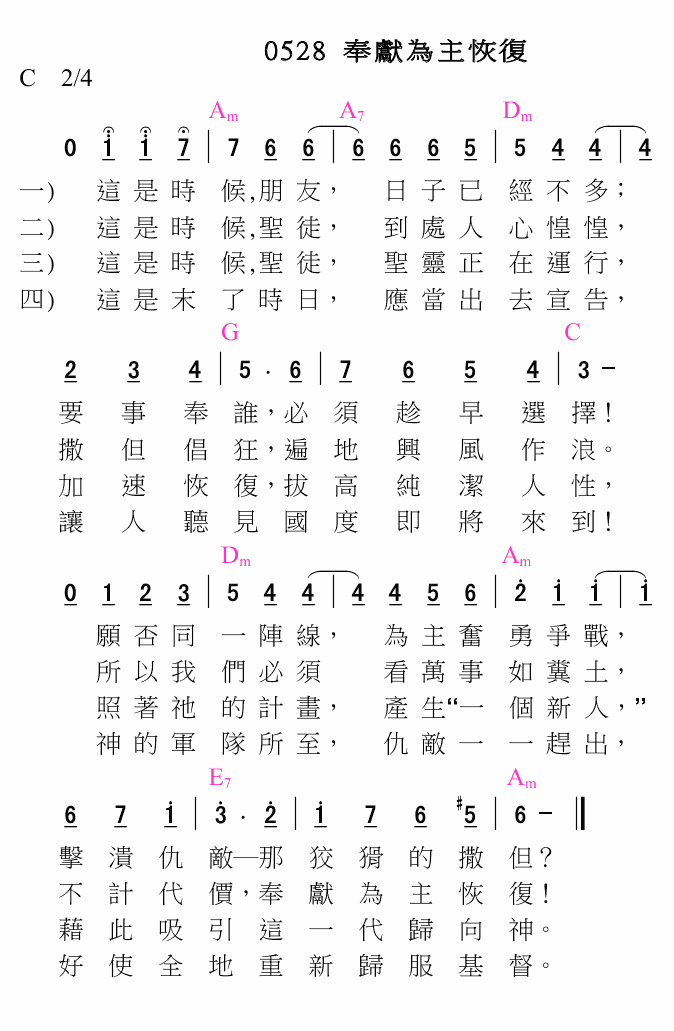 0528 奉獻為主恢復
C 2/4
Am A7 Dm
0 1 1 7 | 7 6 6 | 6 6 6 5 | 5 4 4 | 4
一) 這是時候,朋友，日子已經不多；
二) 這是時候,聖徒，到處人心惶惶，
三) 這是時候,聖徒，聖靈正在運行，
四) 這是末了時日，應當出去宣告，
G C
2 3 4 | 5 . 6 | 7 6 5 4 | 3 –
要事奉誰，必須趁早選擇！
撒但倡狂，遍地興風作浪。
加速恢復，拔高純潔人性，
讓人聽見國度即將來到！
Dm Am
0 1 2 3 | 5 4 4 | 4 4 5 6 | 2 1 1 | 1
願否同一陣線，為主奮勇爭戰，
所以我們必須看萬事如糞土，
照著祂的計畫，產生“一個新人，”
神的軍隊所至，仇敵一一趕出，
E7 Am
6 7 1 | 3 . 2 | 1 7 6 #5 | 6 –
擊潰仇敵—那狡猾的撒但？
不計代價，奉獻為主恢復！
藉此吸引這一代歸向神。
好使全地重新歸服基督。